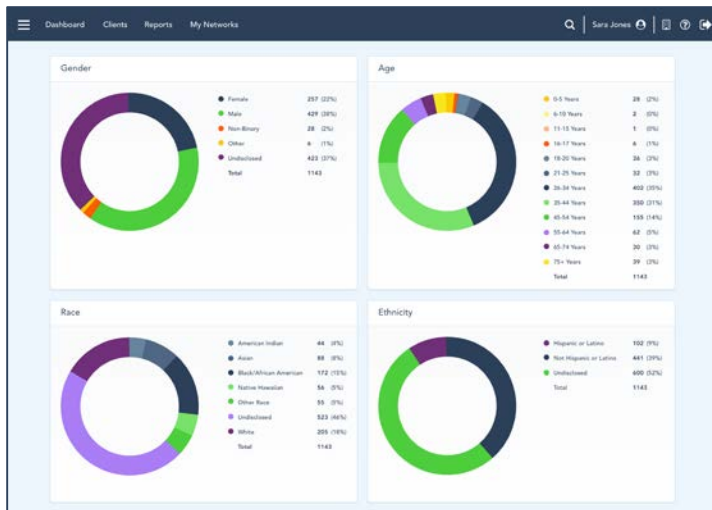 Dashboard Clients Reports My Networks Sara Jones
Gender
Female 257 (22%)
Male 429 (38%)
Non-Binary 28 (2%)
Other 6 (1%)
Undisclosed 423 (37%)
Total 1143
Age
0-5 Years 28 (2%)
6-10 Years 2 (0%)
11-15 Years 1 (0%)
16-17 Years 6 (1%)
18-20 Years 36 (3%)
21-25 Years 32 (3%)
26-34 Years 402 (35%)
35-44 Years 350 (31%)
45-54 Years 155 (14%)
55-64 Years 62 (5%)
65-74 Years 30 (3%)
75+ Years 39 (3%)
Total 1143
Race
American Indian 44 (4%)
Asian 88 (8%)
Black/African American 172 (15%)
Native Hawaiian 56 (5%)
Other Race 55 (5%)
Undisclosed 523 (46%)
White 205 (18%)
Total 1143
Ethnicity
Hispanic or Latino 102 (9%)
Not Hispanic or Latino 441 (39%)
Undisclosed 600 (52%)
Total 1143